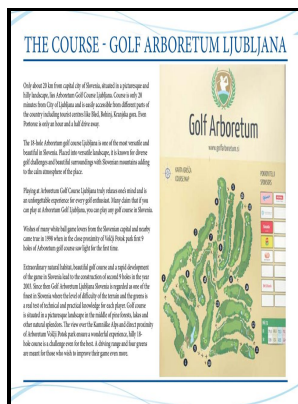 THE COURSE - GOLF ARBORETUM LJUBLJANA
Only about 20 km from capital city of Slovenia, situated in a picturesque and
hilly landscape, lies Arboretum Golf Course Ljubljana. Course is only 20
minutes from City of Ljubljana and is easily accessible from different parts of
the country including tourist centres like Bled, Bohinj, Kranjska gora. Even
Portoroz is only an hour and a half drive away.
The 18-hole Arboretum golf course Ljubljana is one of the most versatile and
beautiful in Slovenia. Placed into versatile landscape, it is known for diverse
golf challenges and beautiful surroundings with Slovenian mountains adding
to the calm atmosphere of the place.
Playing at Arboretum Golf Course Ljubljana truly relaxes one's mind and is
an unforgettable experience for every golf enthusiast. Many claim that if you
can play at Arboretum Golf Ljubljana, you can play any golf course in Slovenia.
Wishes of many white ball game lovers from the Slovenian capital and nearby
came true in 1998 when in the close proximity of Volčji Potok park first 9
holes of Arboretum golf course saw light for the first time.
Extraordinary natural habitat, beautiful golf course and a rapid development
of the game in Slovenia lead to the construction of second 9 holes in the year
2003. Since then Golf Arboretum Ljubljana Slovenia is regarded as one of the
finest in Slovenia where the level of difficulty of the terrain and the greens is
a real test of technical and practical knowledge for each player. Golf course
is situated in a picturesque landscape in the middle of pine forests, lakes and
other natural splendors. The view over the Kamniške Alps and direct proximity
of Arboretum Volčji Potok park ensure a wonderful experience, hilly 18-
hole course is a challenge even for the best. A driving range and four greens
are meant for those who wish to improve their game even more.
Golf Arboretum
www.golfarboretum.si